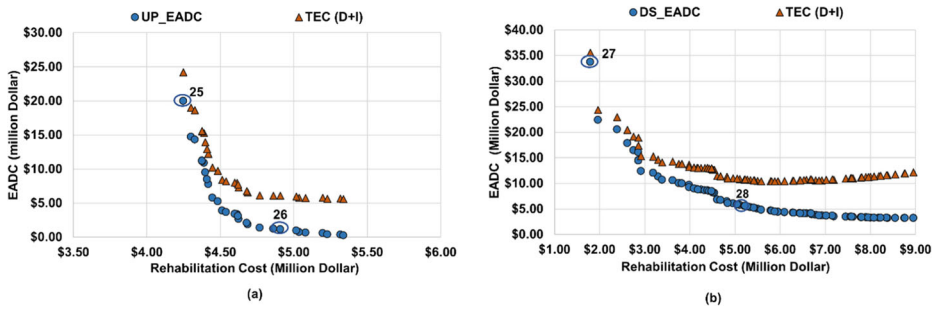 UP_EADC TEC (D+I)
$30.00
$25.00
$20.00
$15.00
$10.00
$5.00
$0.00
EADC (million Dollar)
25
26
$3.50 $4.00 $4.50 $5.00 $5.50 $6.00
Rehabilitation Cost (Million Dollar)
(a)
DS_EADC TEC (D+I)
$40.00
$35.00
$30.00
$25.00
$20.00
$15.00
$10.00
$5.00
$0.00
EADC (Million Dollar)
27
28
$1.00 $2.00 $3.00 $4.00 $5.00 $6.00 $7.00 $8.00 $9.00
Rehabilitation Cost (Million Dollar)
(b)